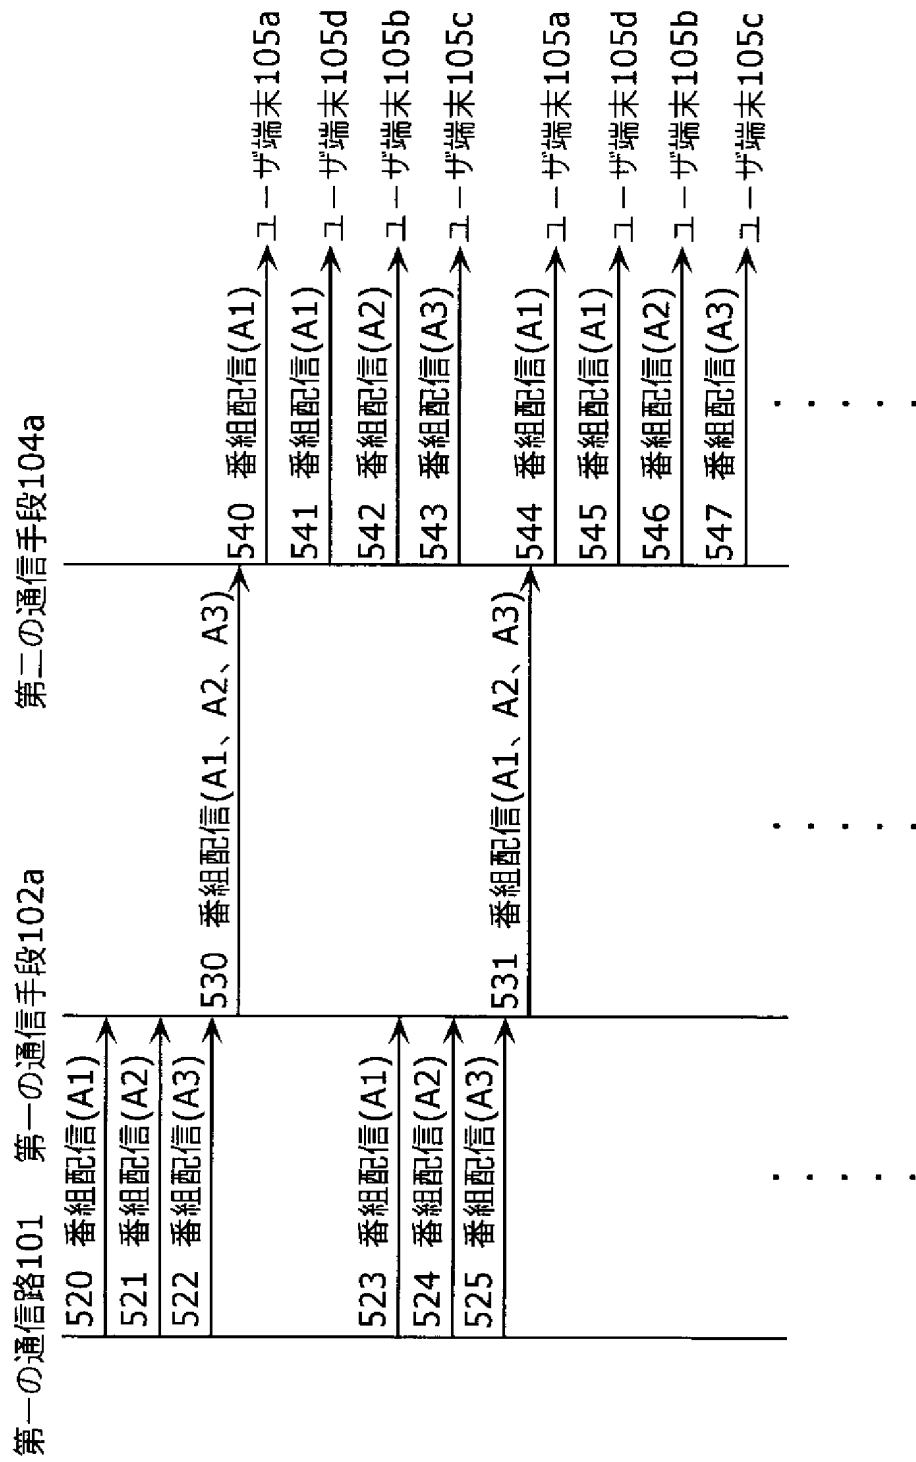 第一の通信路101
第一の通信手段102a
第二の通信手段104a
520 番組配信(A1)
521 番組配信(A2)
522 番組配信(A3)
530 番組配信(A1、A2、A3)
540 番組配信(A1)
ユーザ端末105a
541 番組配信(A1)
ユーザ端末105d
542 番組配信(A2)
ユーザ端末105b
543 番組配信(A3)
ユーザ端末105c
523 番組配信(A1)
524 番組配信(A2)
525 番組配信(A3)
531 番組配信(A1、A2、A3)
544 番組配信(A1)
ユーザ端末105a
545 番組配信(A1)
ユーザ端末105d
546 番組配信(A2)
ユーザ端末105b
547 番組配信(A3)
ユーザ端末105c